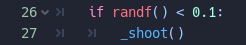 26 if randf() < 0.1:
27 _shoot()